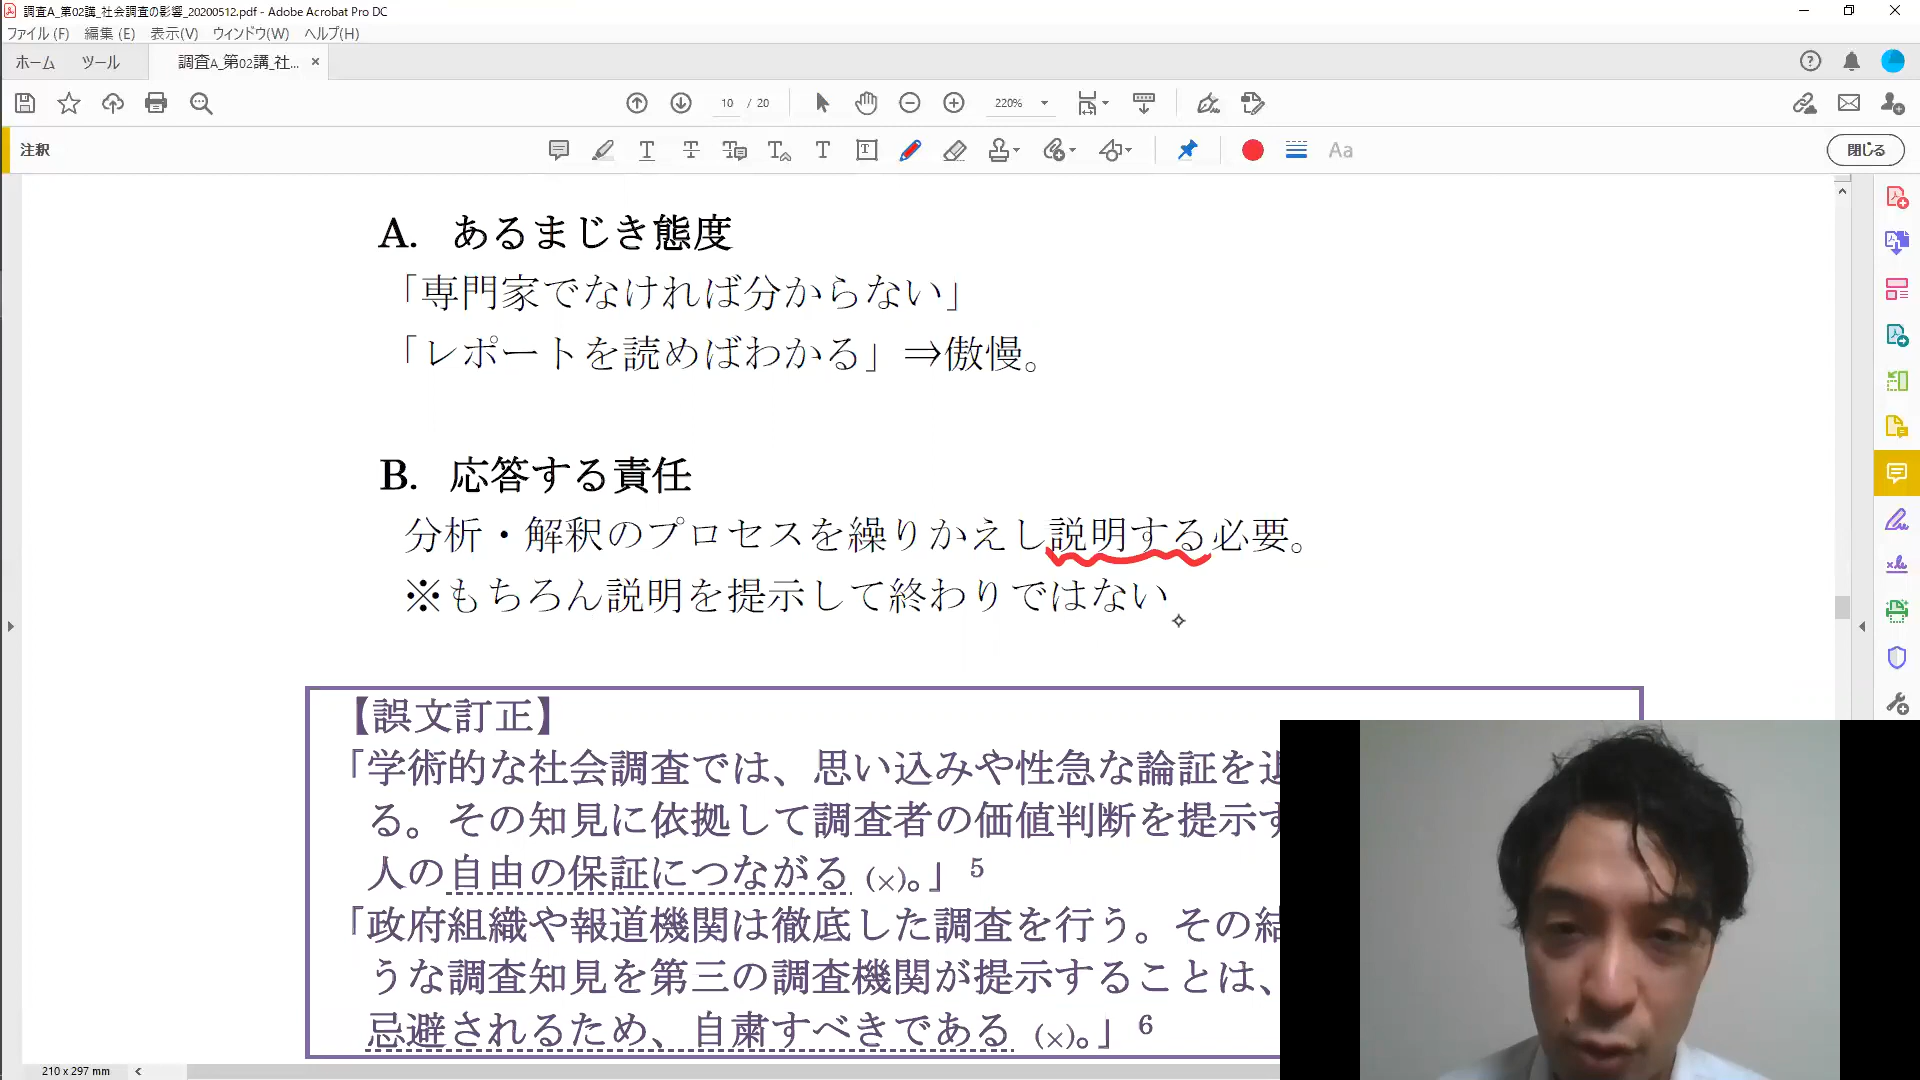 調査A_第02講_社会調査の影響_20200512.pdf - Adobe Acrobat Pro DC
ファイル(F) 編集(E) 表示(V) ウィンドウ(W) ヘルプ(H)
ホーム ツール 調査A_第02講_社... ×
10 / 20 220%
注釈 Aa 閉じる
A. あるまじき態度
「専門家でなければ分からない」
「レポートを読めばわかる」⇒傲慢。
B. 応答する責任
分析・解釈のプロセスを繰りかえし説明する必要。
※もちろん説明を提示して終わりではない
【誤文訂正】
「学術的な社会調査では、思い込みや性急な論証を
る。その知見に依拠して調査者の価値判断を提示す
人の自由の保証につながる (×)。」5
「政府組織や報道機関は徹底した調査を行う。その結
うな調査知見を第三の調査機関が提示することは、
忌避されるため、自粛すべきである (×)。」6
210 x 297 mm